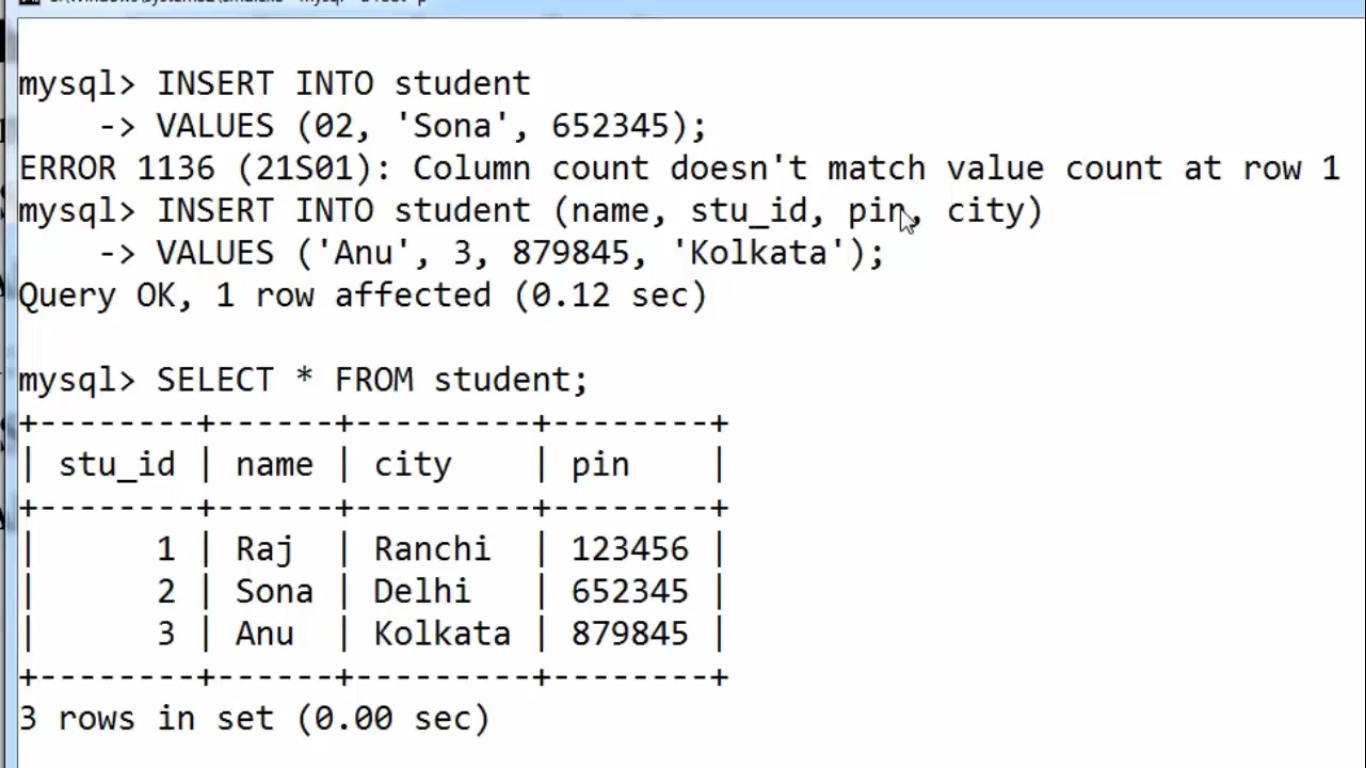 mysql> INSERT INTO student
    -> VALUES (02, 'Sona', 652345);
ERROR 1136 (21S01): Column count doesn't match value count at row 1
mysql> INSERT INTO student (name, stu_id, pin, city)
    -> VALUES ('Anu', 3, 879845, 'Kolkata');
Query OK, 1 row affected (0.12 sec)

mysql> SELECT * FROM student;
+--------+------+---------+--------+
| stu_id | name | city    | pin    |
+--------+------+---------+--------+
|      1 | Raj  | Ranchi  | 123456 |
|      2 | Sona | Delhi   | 652345 |
|      3 | Anu  | Kolkata | 879845 |
+--------+------+---------+--------+
3 rows in set (0.00 sec)